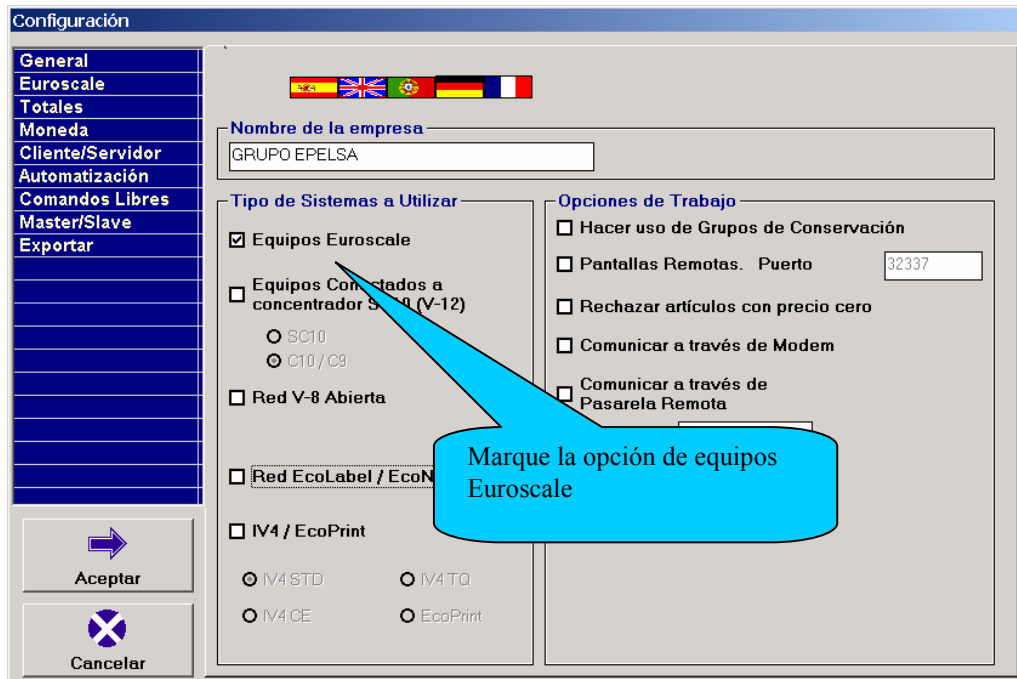 Configuración
General
Euroscale
Totales
Moneda
Cliente/Servidor
Automatización
Comandos Libres
Master/Slave
Exportar
Aceptar
Cancelar
Nombre de la empresa
GRUPO EPELSA
Tipo de Sistemas a Utilizar
Equipos Euroscale
Equipos a
concentrador (V-12)
SC10
C10 / C9
Red V-8 Abierta
Red EcoLabel /
IV4 / EcoPrint
IV4 STD
IV4 TQ
IV4 CE
EcoPrint
Opciones de Trabajo
Hacer uso de Grupos de Conservación
Pantallas Remotas. Puerto
32337
Rechazar artículos con precio cero
Comunicar a través de Modem
Comunicar a través de
Pasarela Remota
Marque la opción de equipos
Euroscale